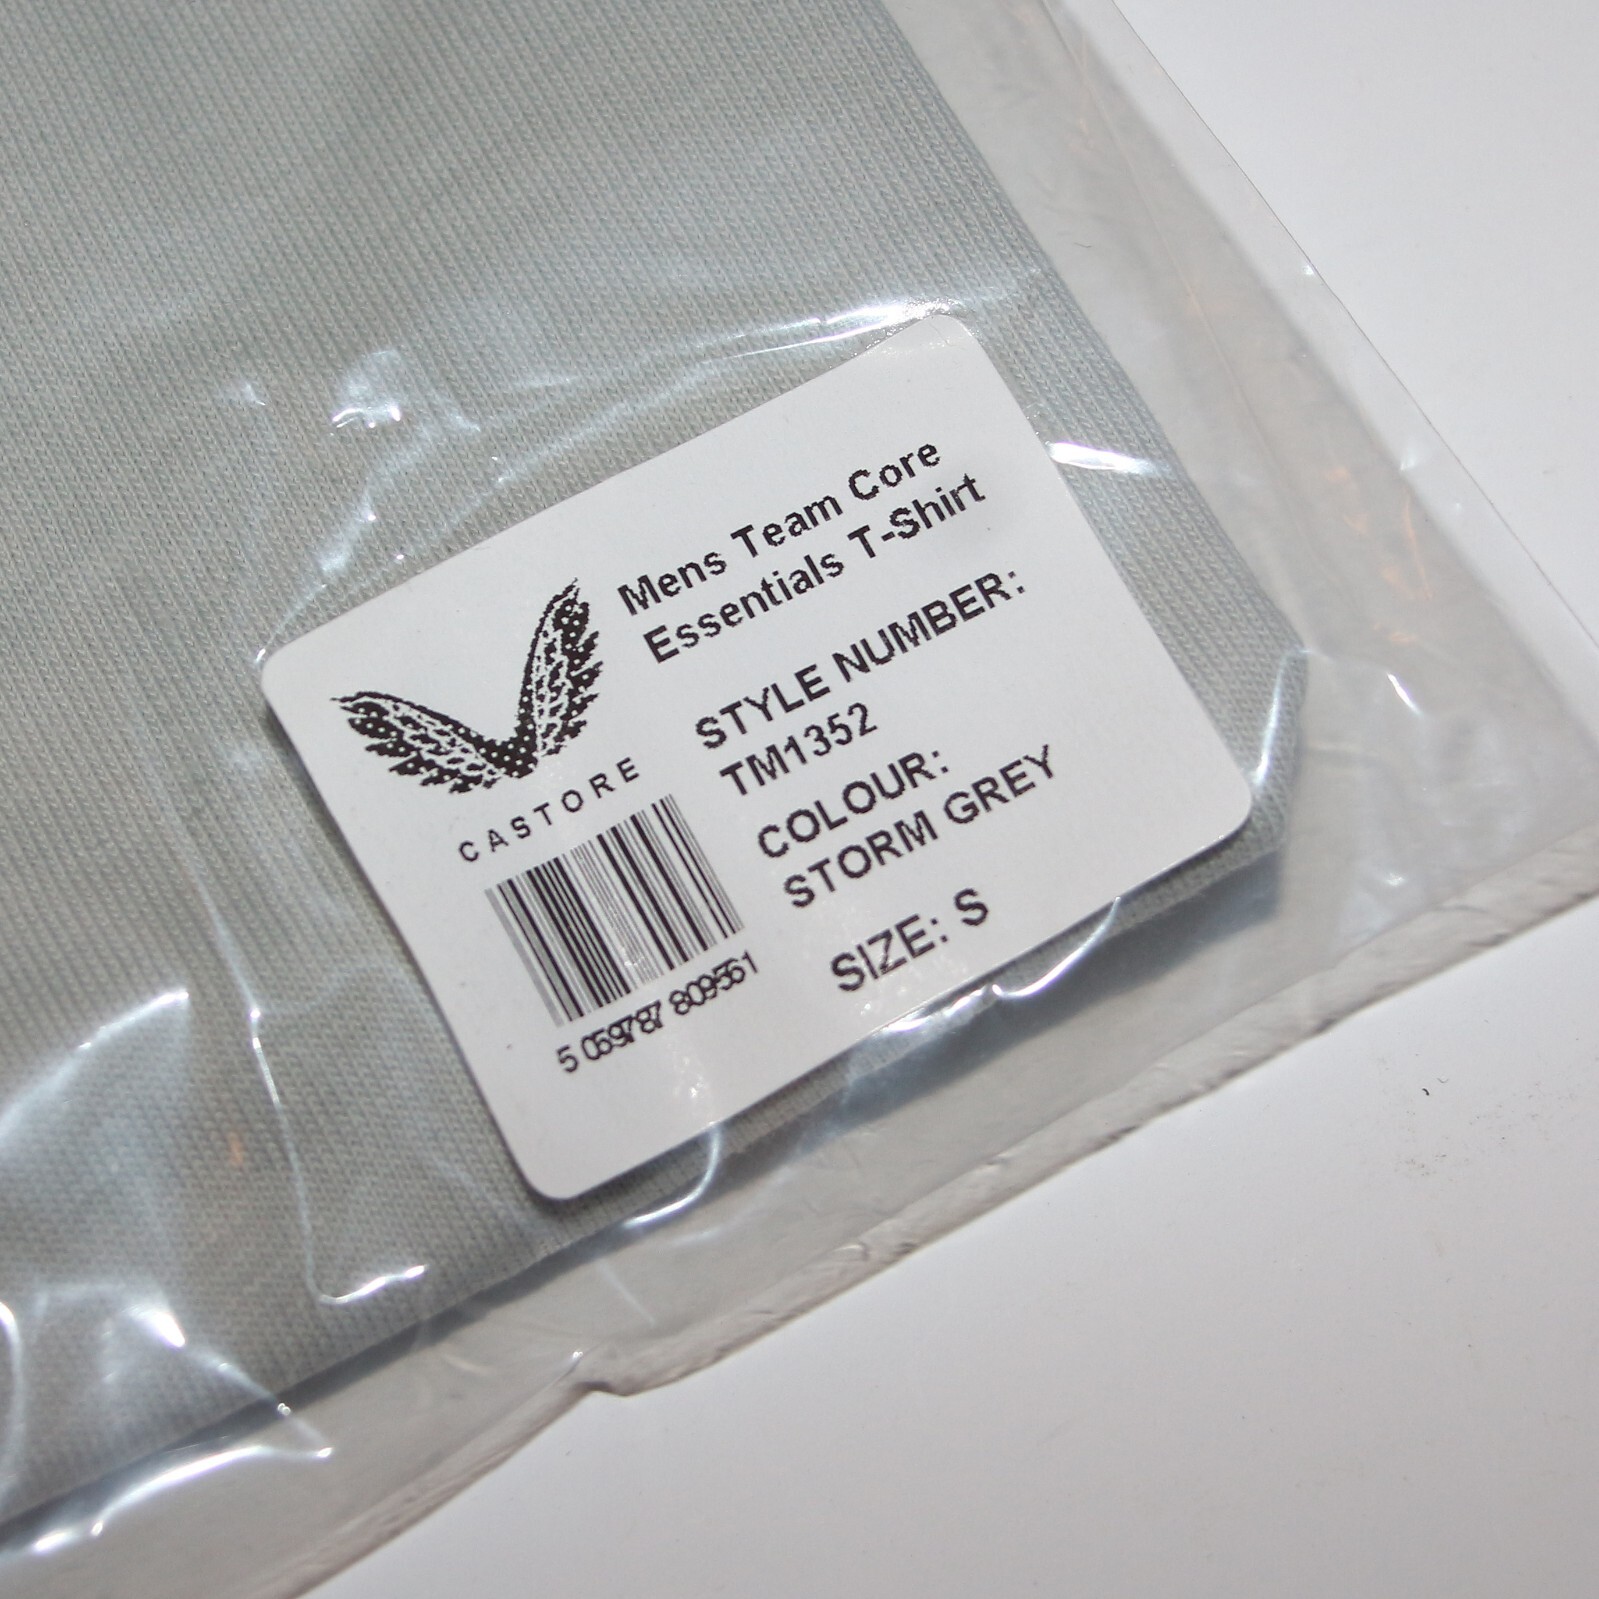 Mens Team Core
Essentials T-Shirt
STYLE NUMBER:
TM1352
COLOUR:
STORM GREY
SIZE: S
CASTORE
5 059787 809561